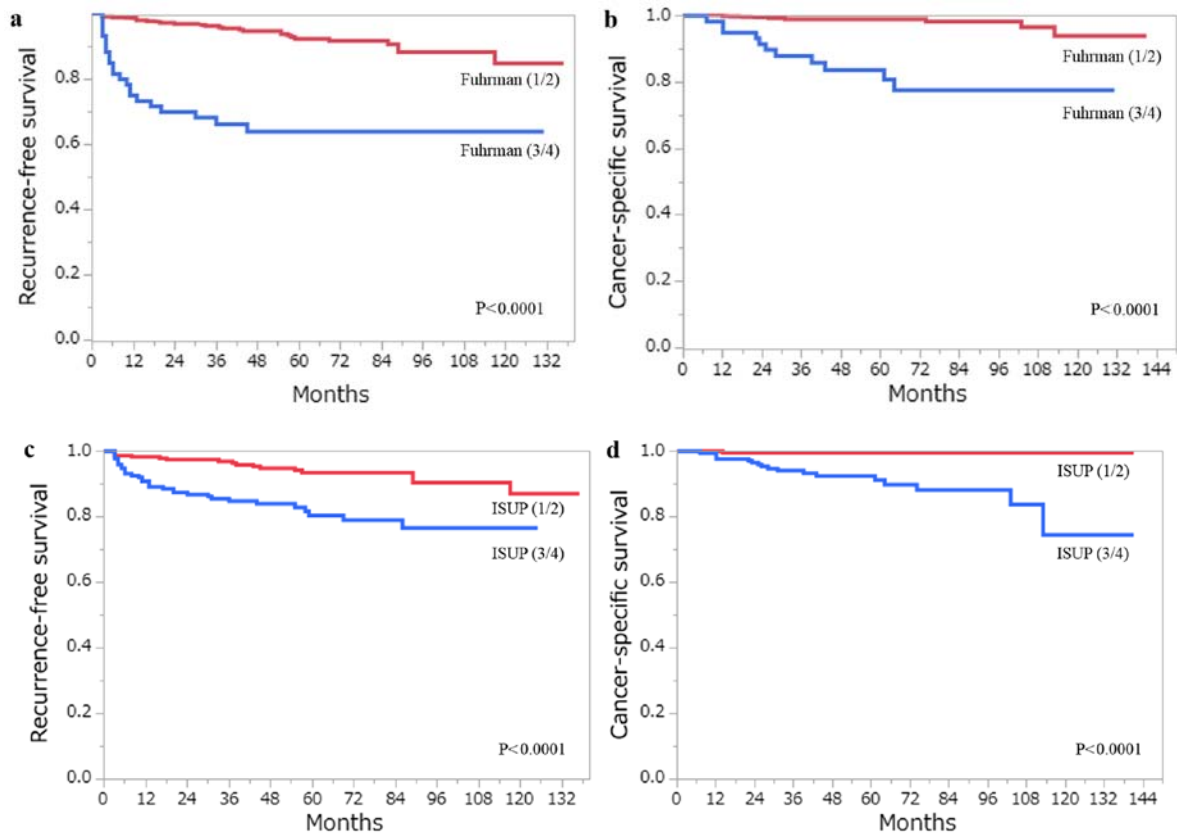 a
Recurrence-free survival
0.8
0.6
0.4
0.2
0.0
Fuhrman (1/2)
Fuhrman (3/4)
P<0.0001
0 12 24 36 48 60 72 84 96 108 120 132
Months
b
Cancer-specific survival
1.0
0.8
0.6
0.4
0.2
0.0
Fuhrman (1/2)
Fuhrman (3/4)
P<0.0001
0 12 24 36 48 60 72 84 96 108 120 132 144
Months
c
Recurrence-free survival
1.0
0.8
0.6
0.4
0.2
0.0
ISUP (1/2)
ISUP (3/4)
P<0.0001
0 12 24 36 48 60 72 84 96 108 120 132
Months
d
Cancer-specific survival
1.0
0.8
0.6
0.4
0.2
0.0
ISUP (1/2)
ISUP (3/4)
P<0.0001
0 12 24 36 48 60 72 84 96 108 120 132 144
Months